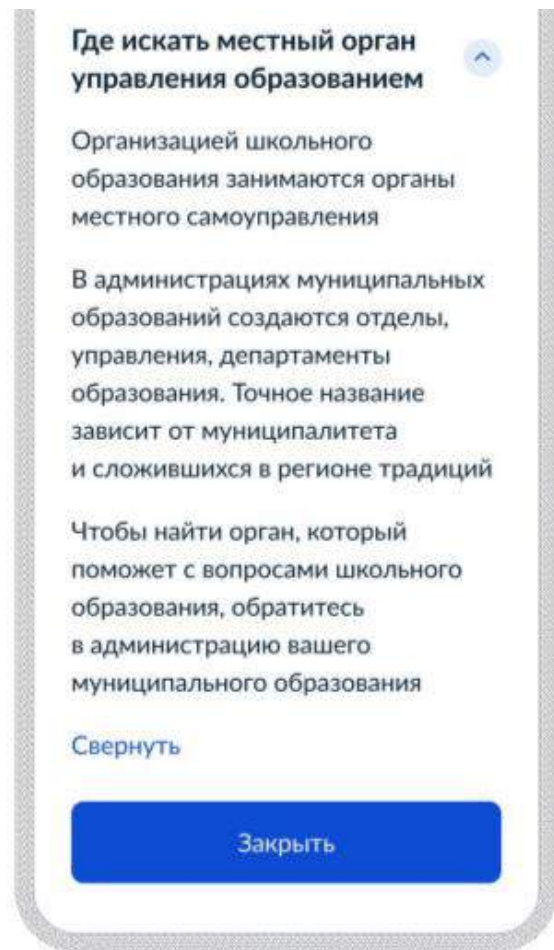 Где искать местный орган
управления образованием
Организацией школьного
образования занимаются органы
местного самоуправления
В администрациях муниципальных
образований создаются отделы,
управления, департаменты
образования. Точное название
зависит от муниципалитета
и сложившихся в регионе традиций
Чтобы найти орган, который
поможет с вопросами школьного
образования, обратитесь
в администрацию вашего
муниципального образования
Свернуть
Закрыть